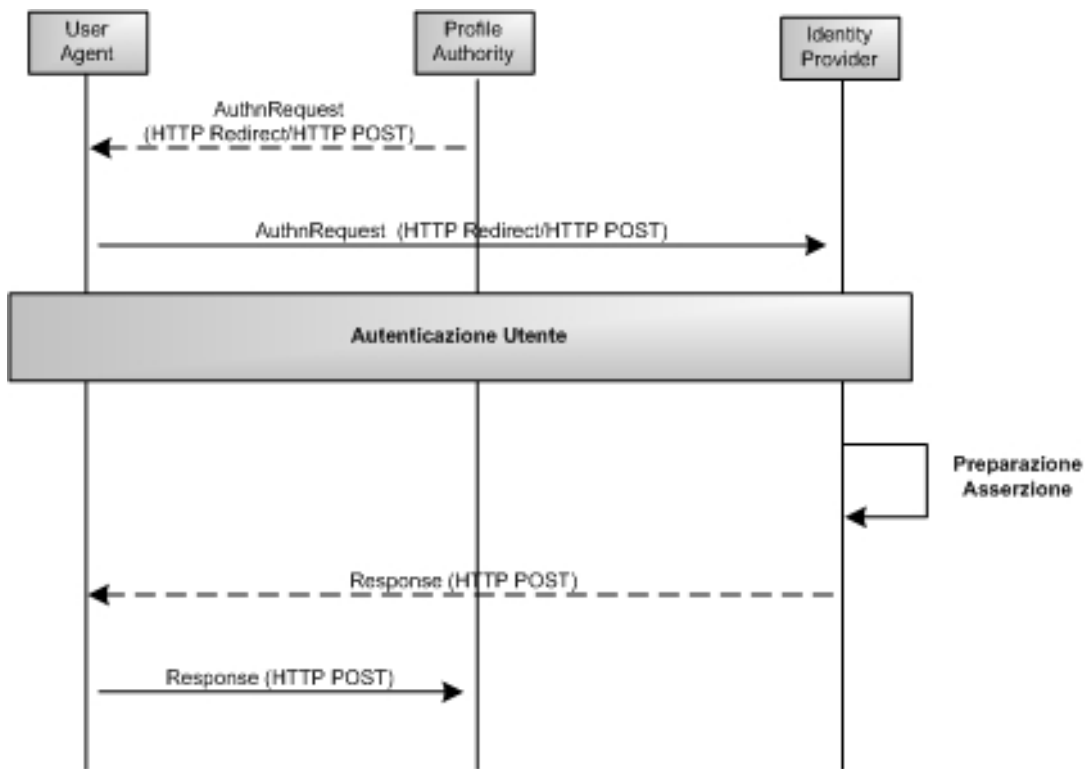 User
Agent
Profile
Authority
Identity
Provider
AuthnRequest
(HTTP Redirect/HTTP POST)
AuthnRequest (HTTP Redirect/HTTP POST)
Autenticazione Utente
Preparazione
Asserzione
Response (HTTP POST)
Response (HTTP POST)